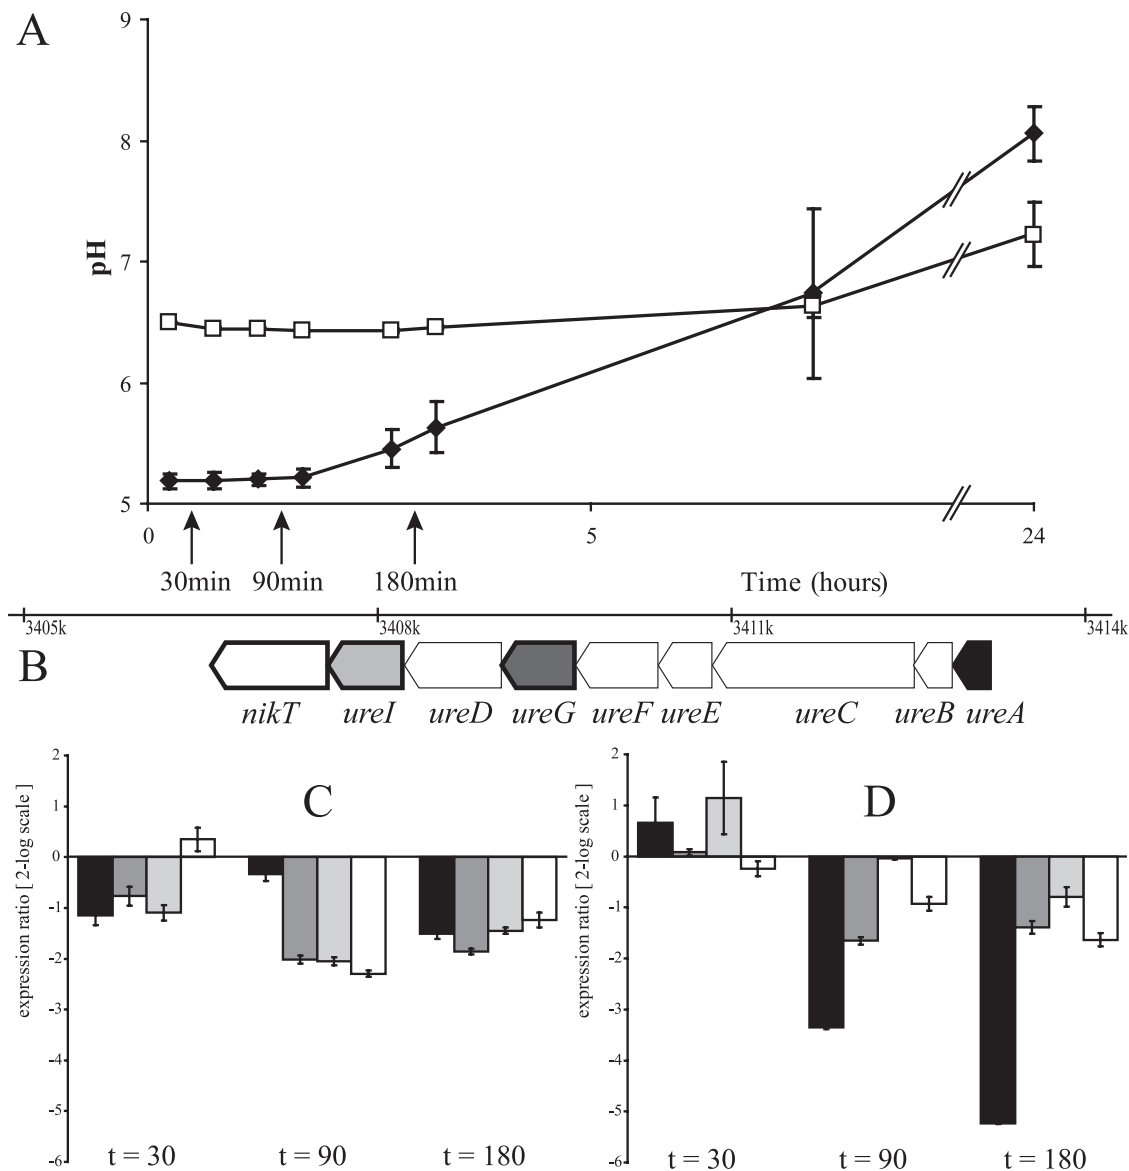 A
9
8
7
6
5
pH
0
5
24
30min 90min 180min Time (hours)
3405k 3408k 3411k 3414k
B
nikT ureI ureD ureG ureF ureE ureC ureB ureA
C
expression ratio [ 2-log scale ]
2
1
0
-1
-2
-3
-4
-5
-6
t = 30 t = 90 t = 180
D
expression ratio [ 2-log scale ]
2
1
0
-1
-2
-3
-4
-5
-6
t = 30 t = 90 t = 180